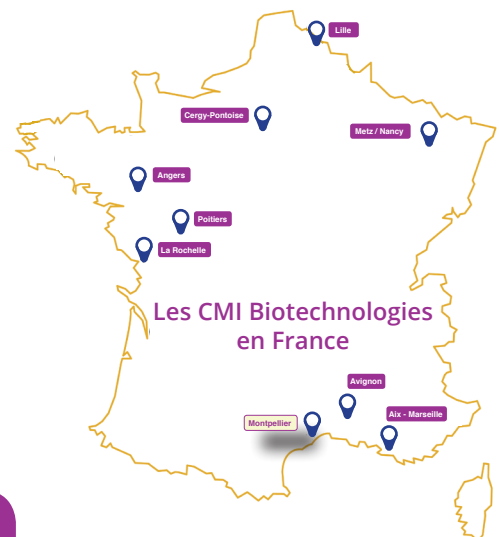 Lille
Cergy-Pontoise
Metz / Nancy
Angers
Poitiers
La Rochelle
Les CMI Biotechnologies
en France
Avignon
Aix - Marseille
Montpellier